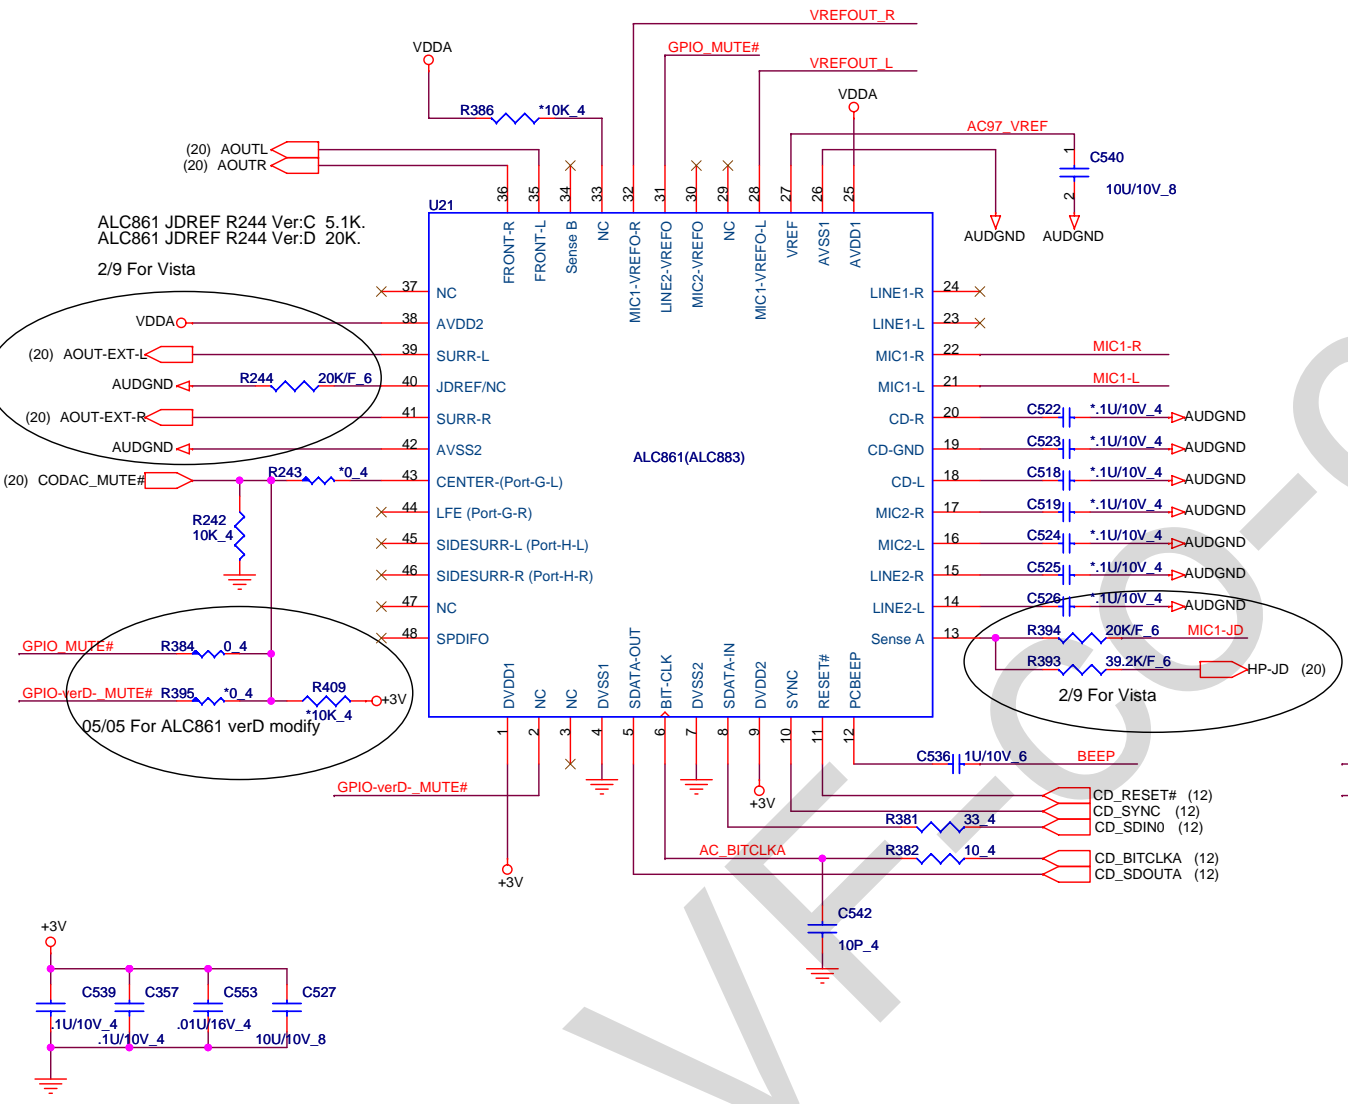 VREFOUT_R
VDDA
GPIO_MUTE#
VREFOUT_L
VDDA
R386
*10K_4
AC97_VREF
(20) AOUTL
(20) AOUTR
1
C540
10U/10V_8
2
AUDGND
AUDGND
36 35 34 33 32 31 30 29 28 27 26 25
U21
FRONT-R
FRONT-L
Sense B
NC
MIC1-VREFO-R
LINE2-VREFO
MIC2-VREFO
NC
MIC1-VREFO-L
VREF
AVSS1
AVDD1
ALC861 JDREF R244 Ver:C 5.1K.
ALC861 JDREF R244 Ver:D 20K.
2/9 For Vista
37 NC
VDDA
38 AVDD2
(20) AOUT-EXT-L
39 SURR-L
AUDGND
R244
20K/F_6
40 JDREF/NC
(20) AOUT-EXT-R
41 SURR-R
AUDGND
42 AVSS2
(20) CODAC_MUTE#
R243
*0_4
43 CENTER-(Port-G-L)
R242
10K_4
44 LFE (Port-G-R)
45 SIDESURR-L (Port-H-L)
46 SIDESURR-R (Port-H-R)
47 NC
48 SPDIFO
ALC861(ALC883)
LINE1-R 24
LINE1-L 23
MIC1-R 22 MIC1-R
MIC1-L 21 MIC1-L
CD-R 20 C522 *.1U/10V_4 AUDGND
CD-GND 19 C523 *.1U/10V_4 AUDGND
CD-L 18 C518 *.1U/10V_4 AUDGND
MIC2-R 17 C519 *.1U/10V_4 AUDGND
MIC2-L 16 C524 *.1U/10V_4 AUDGND
LINE2-R 15 C525 *.1U/10V_4 AUDGND
LINE2-L 14 C526 *.1U/10V_4 AUDGND
Sense A 13 R394 20K/F_6 MIC1-JD
R393 39.2K/F_6 HP-JD (20)
2/9 For Vista
GPIO_MUTE#
R384
0_4
GPIO-verD-_MUTE#
R395
*0_4
R409
*10K_4
+3V
05/05 For ALC861 verD modify
DVDD1
NC
NC
DVSS1
SDATA-OUT
BIT-CLK
DVSS2
SDATA-IN
DVDD2
SYNC
RESET#
PCBEEP
1 2 3 4 5 6 7 8 9 10 11 12
C536 1U/10V_6 BEEP
GPIO-verD-_MUTE#
+3V
CD_RESET# (12)
CD_SYNC (12)
R381 33_4 CD_SDIN0 (12)
AC_BITCLKA
R382 10_4 CD_BITCLKA (12)
CD_SDOUTA (12)
+3V
C542
10P_4
+3V
C539
.1U/10V_4
C357
.1U/10V_4
C553
.01U/16V_4
C527
10U/10V_8